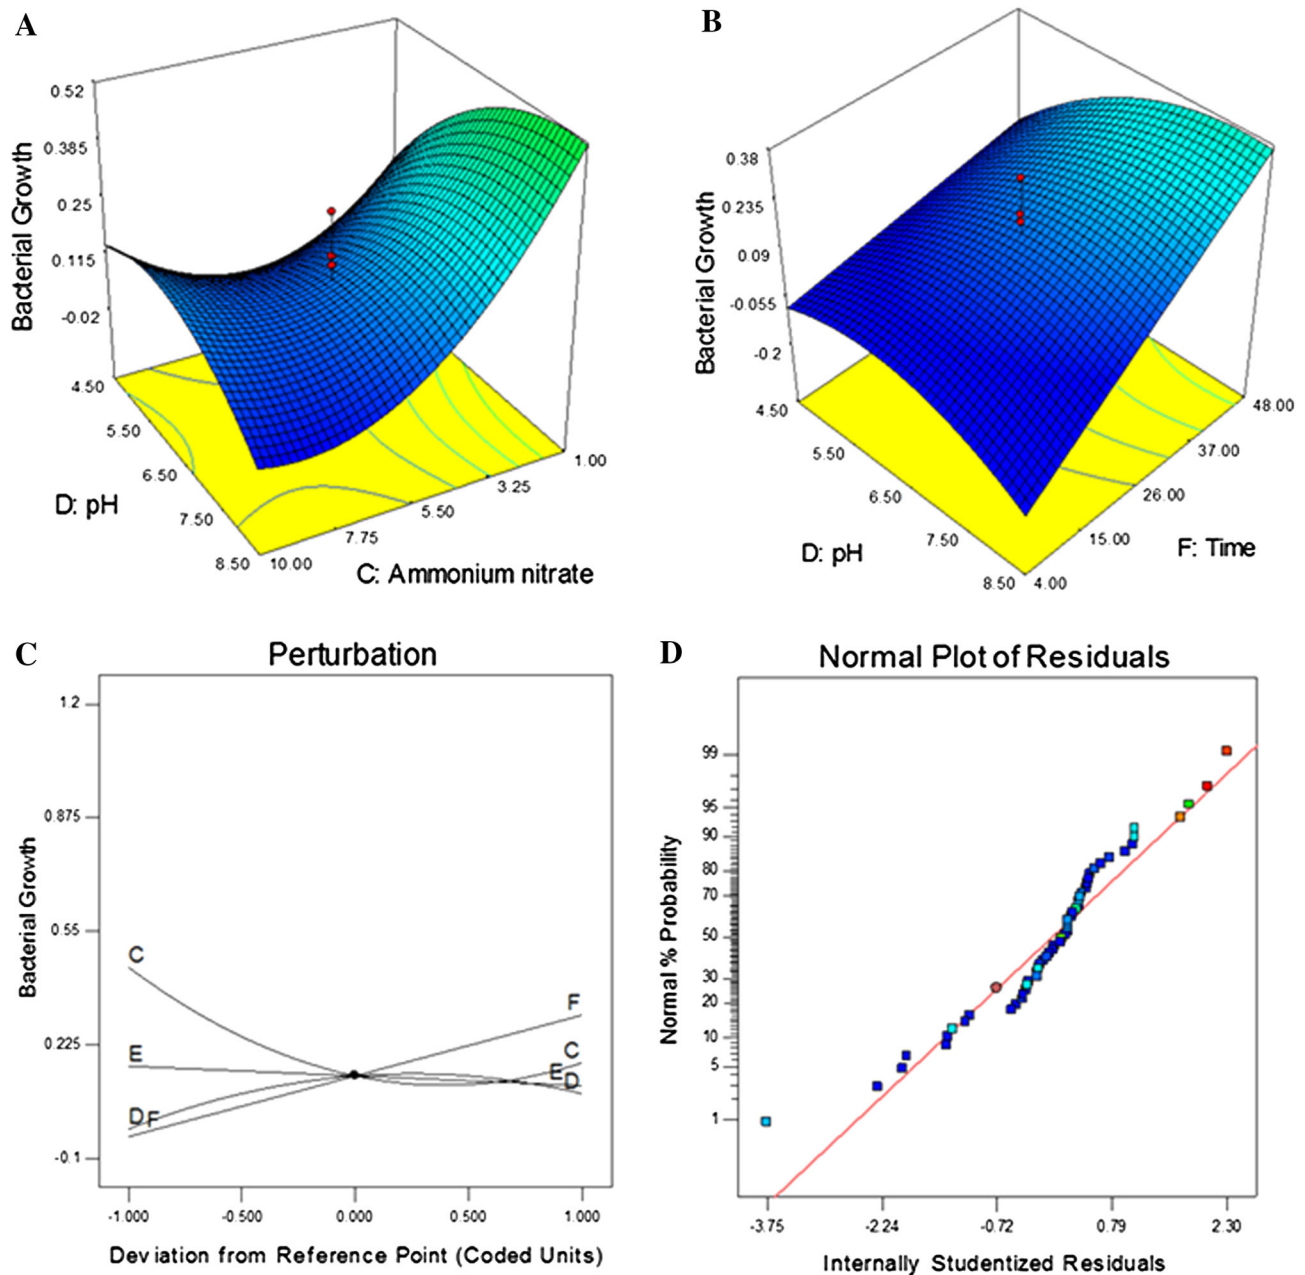 A
0.52
0.385
0.25
0.115
-0.02
Bacterial Growth
4.50
5.50
6.50
7.50
8.50
D: pH
10.00
7.75
5.50
3.25
1.00
C: Ammonium nitrate
B
0.38
0.235
0.09
-0.055
-0.2
Bacterial Growth
4.50
5.50
6.50
7.50
8.50
D: pH
4.00
15.00
26.00
37.00
48.00
F: Time
C
Perturbation
1.2
0.875
0.55
0.225
-0.1
Bacterial Growth
C
E
D
F
F
C
E
D
-1.000
-0.500
0.000
0.500
1.000
Deviation from Reference Point (Coded Units)
D
Normal Plot of Residuals
99
95
90
80
70
50
30
20
10
5
1
Normal % Probability
-3.75
-2.24
-0.72
0.79
2.30
Internally Studentized Residuals